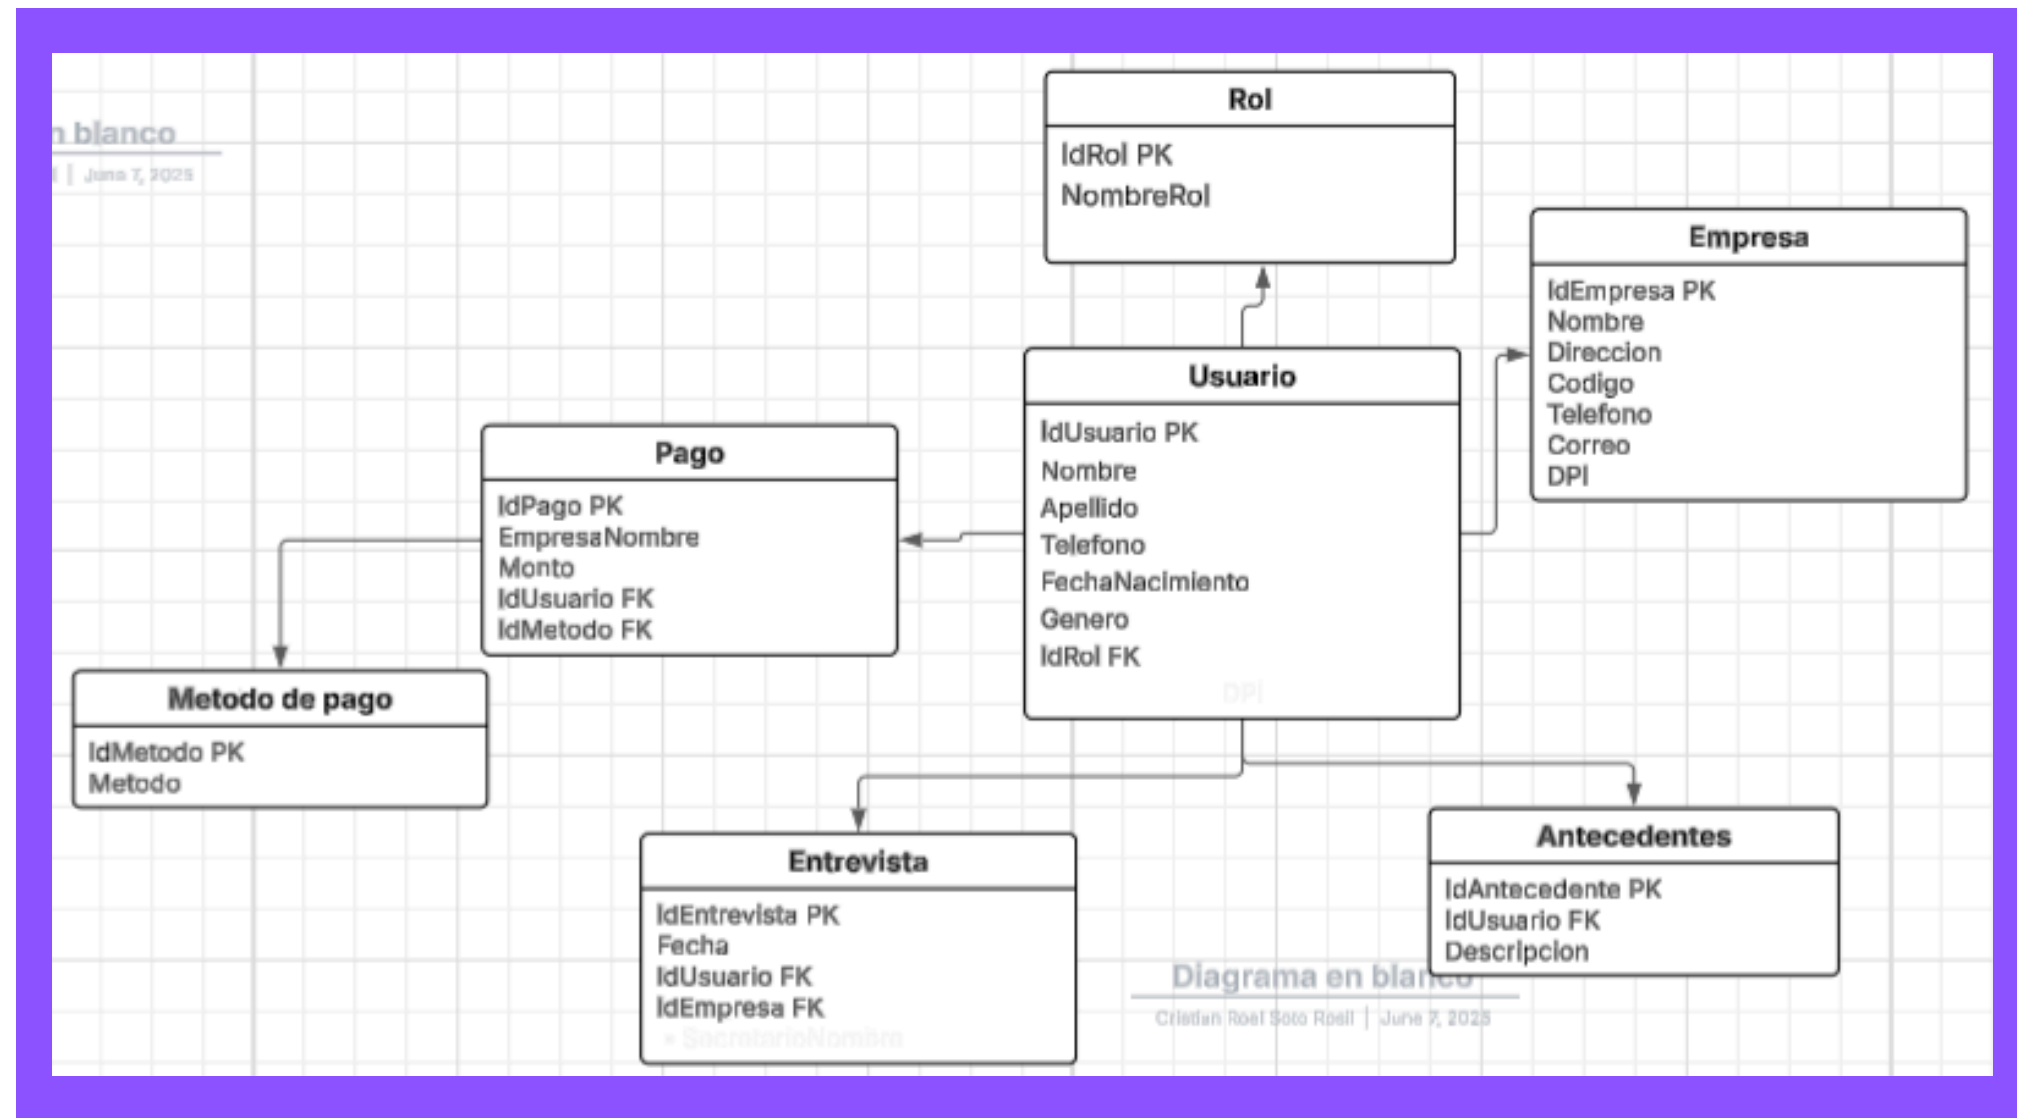 n blanco
June 7, 2025
Rol
IdRol PK
NombreRol
Empresa
IdEmpresa PK
Nombre
Direccion
Codigo
Telefono
Correo
DPI
Usuario
IdUsuario PK
Nombre
Apellido
Telefono
FechaNacimiento
Genero
IdRol FK
DPI
Pago
IdPago PK
EmpresaNombre
Monto
IdUsuario FK
IdMetodo FK
Metodo de pago
IdMetodo PK
Metodo
Entrevista
IdEntrevista PK
Fecha
IdUsuario FK
IdEmpresa FK
• SecretarioNombre
Antecedentes
IdAntecedente PK
IdUsuario FK
Descripcion
Diagrama en blanco
Cristian Roel Soto Rosil | June 7, 2025